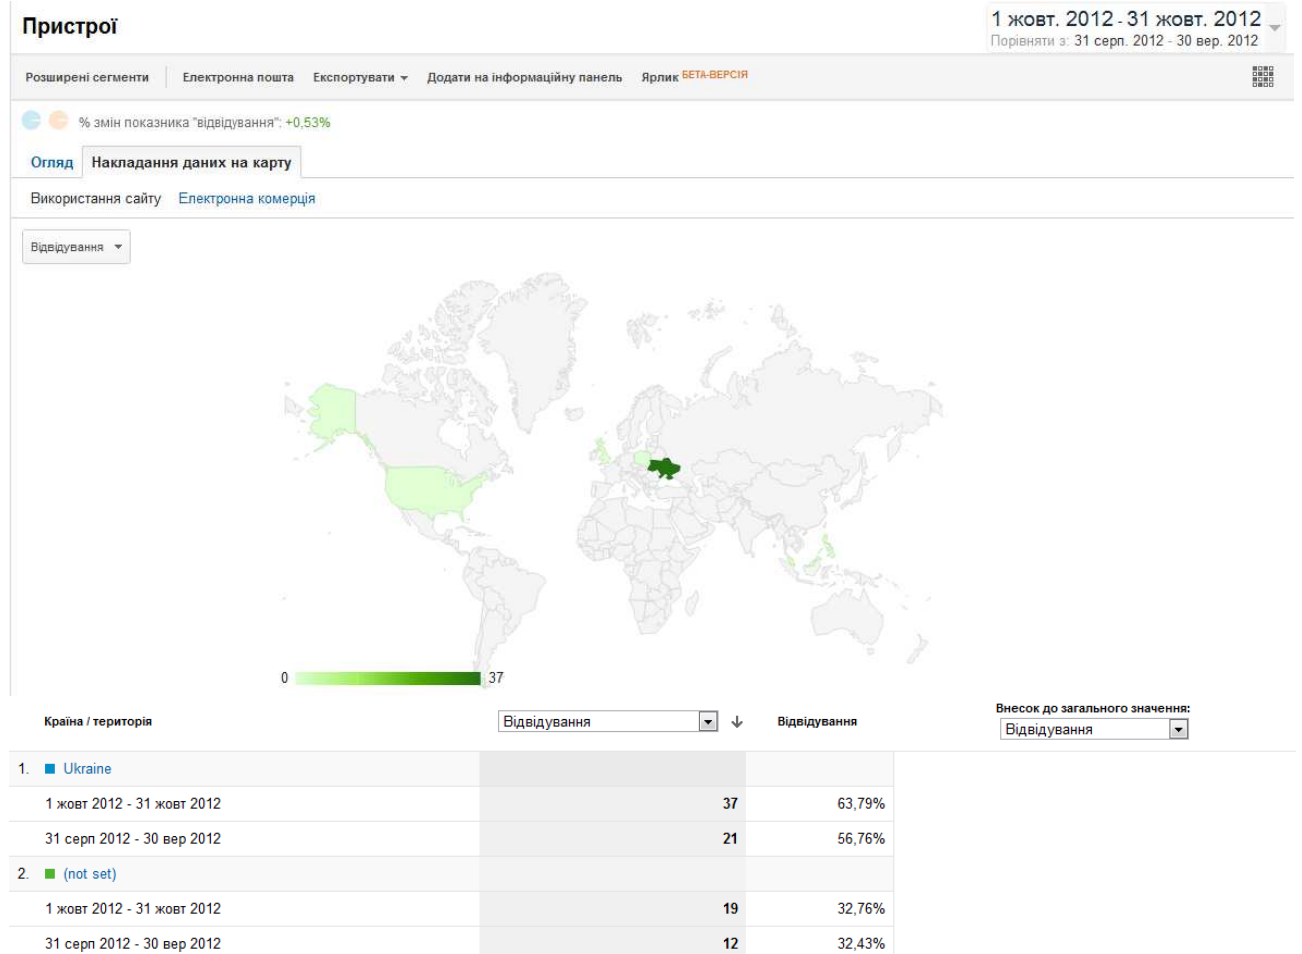 Пристрої
1 жовт. 2012 - 31 жовт. 2012
Порівняти з: 31 серп. 2012 - 30 вер. 2012
Розширені сегменти Електронна пошта Експортувати Додати на інформаційну панель Ярлик БЕТА-ВЕРСІЯ
% змін показника "відвідування": +0,53%
Огляд Накладання даних на карту
Використання сайту Електронна комерція
Відвідування
0 37
Країна / територія Відвідування Відвідування Внесок до загального значення:
Відвідування
1. Ukraine
1 жовт 2012 - 31 жовт 2012 37 63,79%
31 серп 2012 - 30 вер 2012 21 56,76%
2. (not set)
1 жовт 2012 - 31 жовт 2012 19 32,76%
31 серп 2012 - 30 вер 2012 12 32,43%